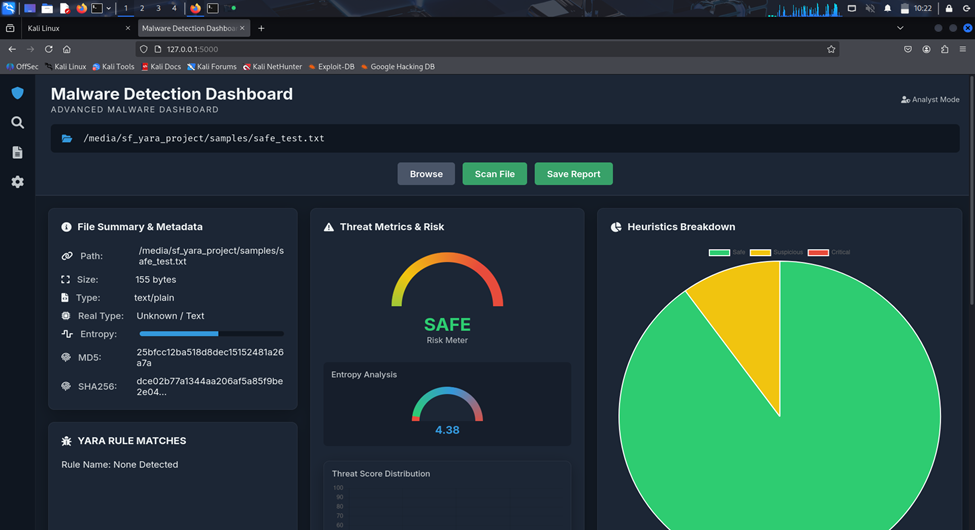 1 2 3 4
10:22
Kali Linux
Malware Detection Dashboar
127.0.0.1:5000
OffSec Kali Linux Kali Tools Kali Docs Kali Forums Kali NetHunter Exploit-DB Google Hacking DB
Malware Detection Dashboard
ADVANCED MALWARE DASHBOARD
Analyst Mode
/media/sf_yara_project/samples/safe_test.txt
Browse Scan File Save Report
File Summary & Metadata
Path: /media/sf_yara_project/samples/s
afe_test.txt
Size: 155 bytes
Type: text/plain
Real Type: Unknown / Text
Entropy:
MD5: 25bfcc12ba518d8dec15152481a26
a7a
SHA256: dce02b77a1344aa206af5a85f9be
2e04...
YARA RULE MATCHES
Rule Name: None Detected
Threat Metrics & Risk
SAFE
Risk Meter
Entropy Analysis
4.38
Threat Score Distribution
100
90
80
70
60
Heuristics Breakdown
Safe Suspicious Critical